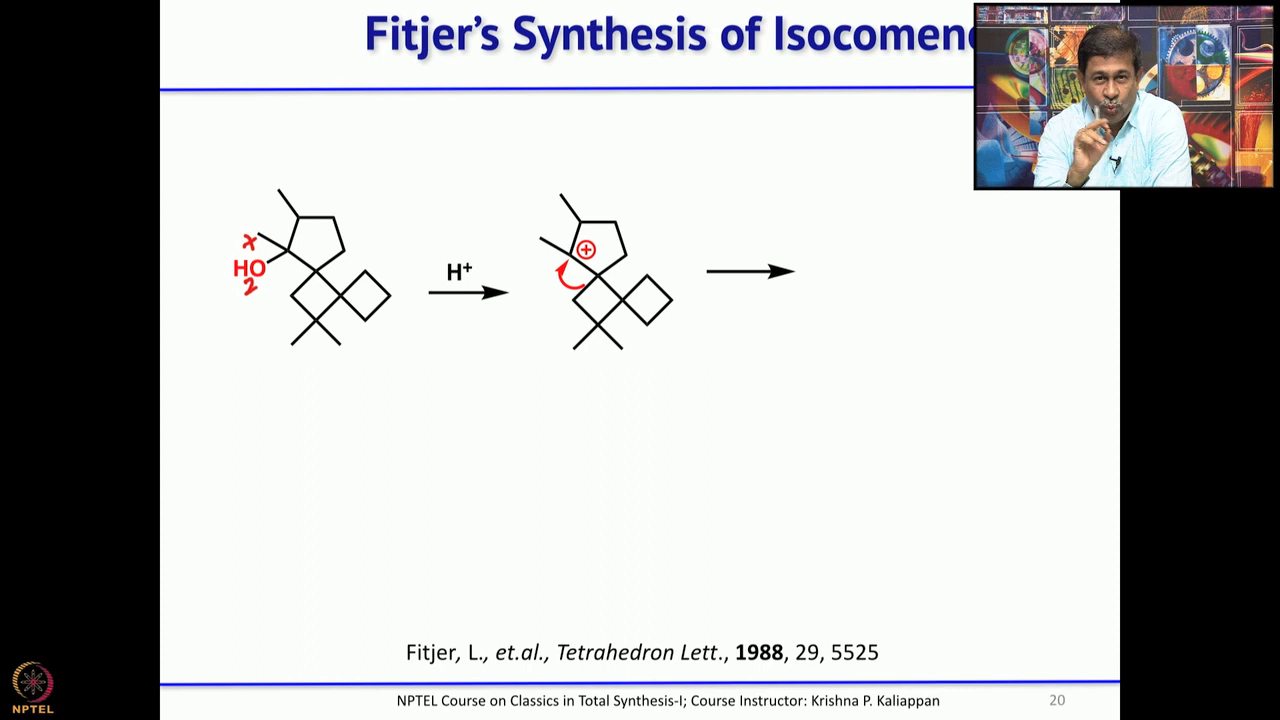 Fitjer's Synthesis of Isocomene
x
HO
2
H+
+
+
Fitjer, L., et.al., Tetrahedron Lett., 1988, 29, 5525
NPTEL Course on Classics in Total Synthesis-I; Course Instructor: Krishna P. Kaliappan
20
NPTEL